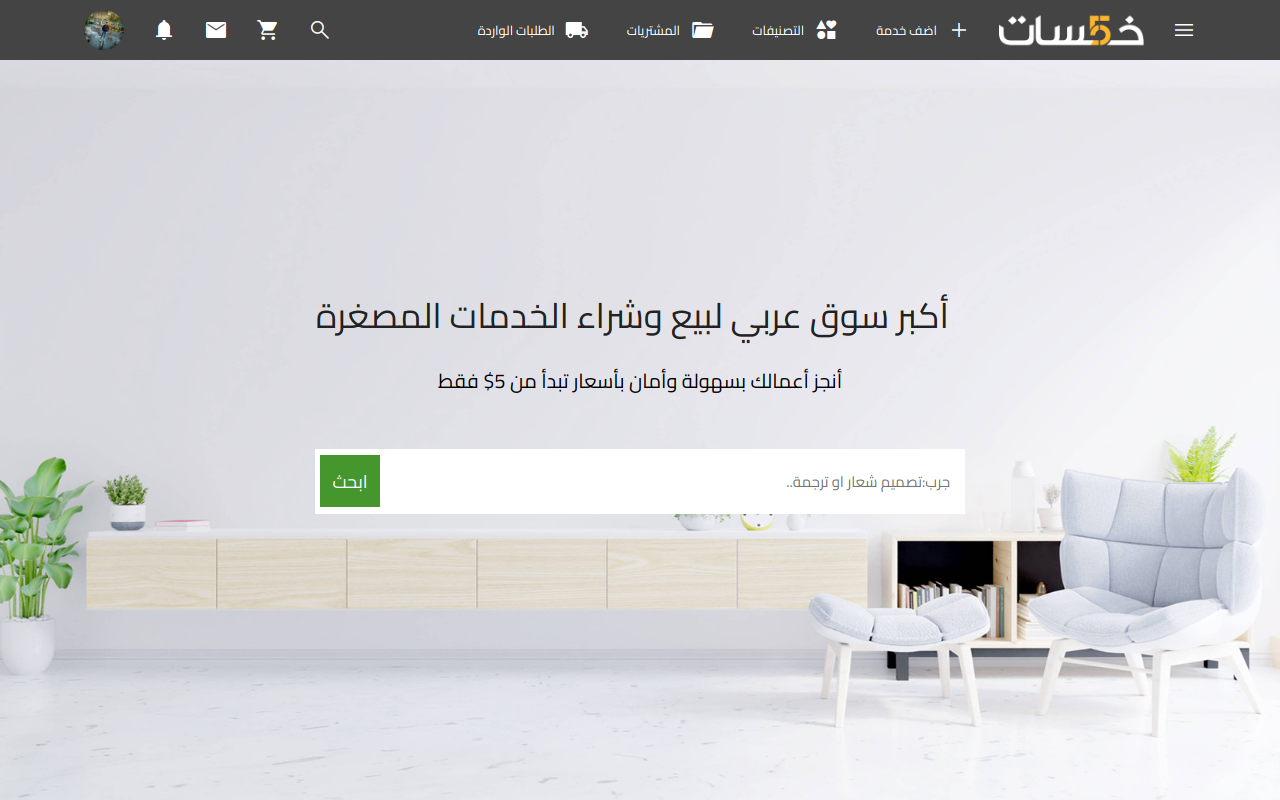 خمسات
اضف خدمة
التصنيفات
المشتريات
الطلبات الواردة
أكبر سوق عربي لبيع وشراء الخدمات المصغرة
أنجز أعمالك بسهولة وأمان بأسعار تبدأ من 5$ فقط
جرب:تصميم شعار او ترجمة..
ابحث